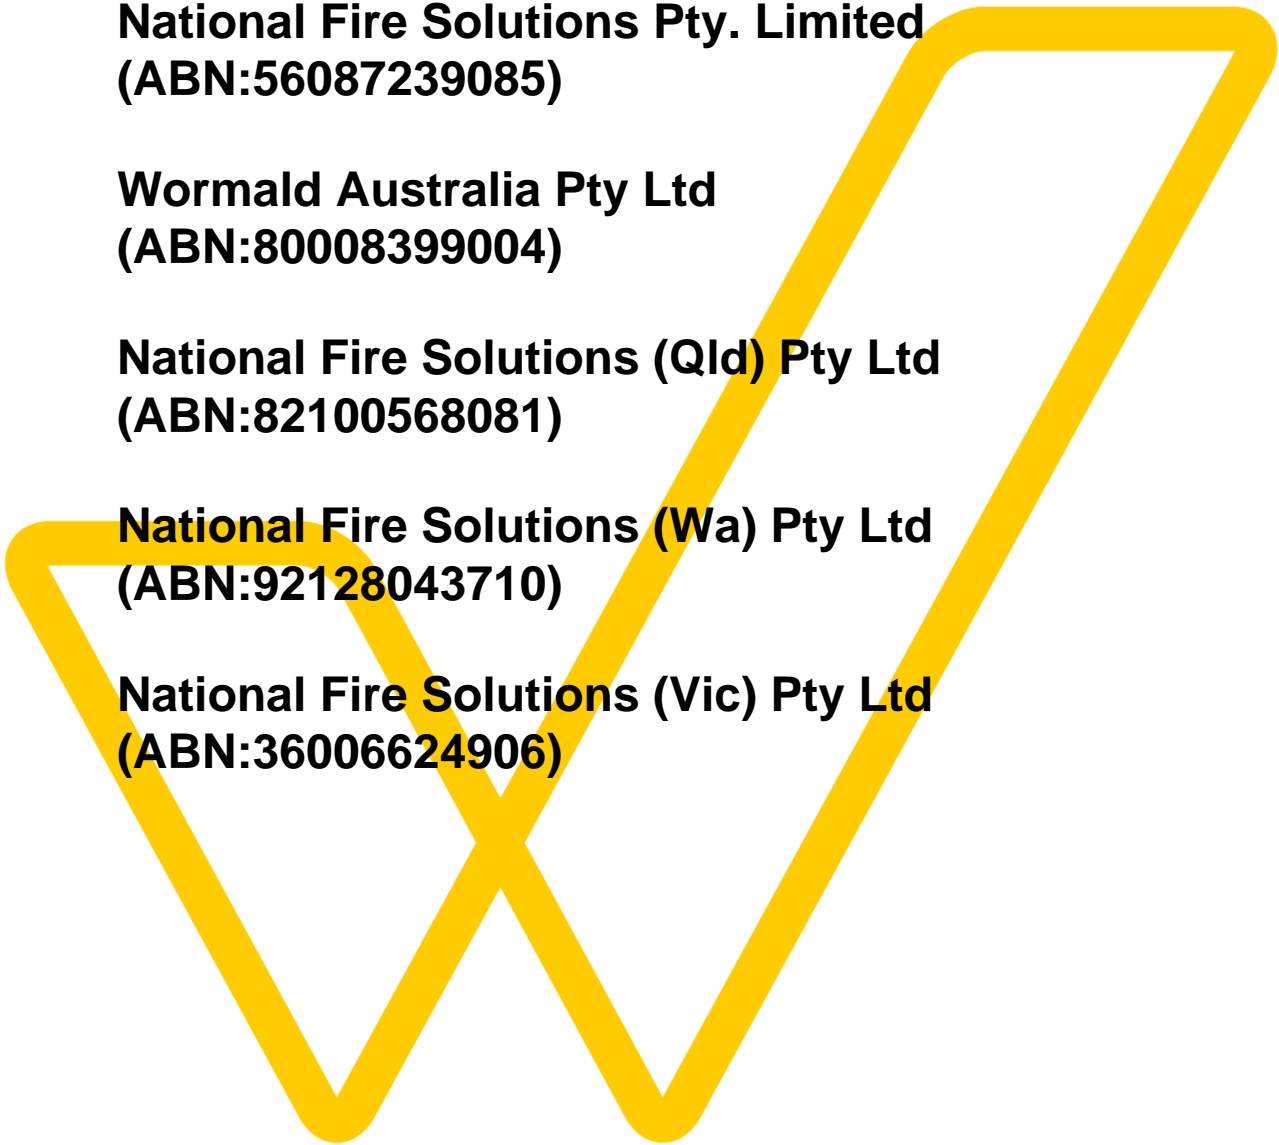 National Fire Solutions Pty. Limited
(ABN:56087239085)
Wormald Australia Pty Ltd
(ABN:80008399004)
National Fire Solutions (Qld) Pty Ltd
(ABN:82100568081)
National Fire Solutions (Wa) Pty Ltd
(ABN:92128043710)
National Fire Solutions (Vic) Pty Ltd
(ABN:36006624906)